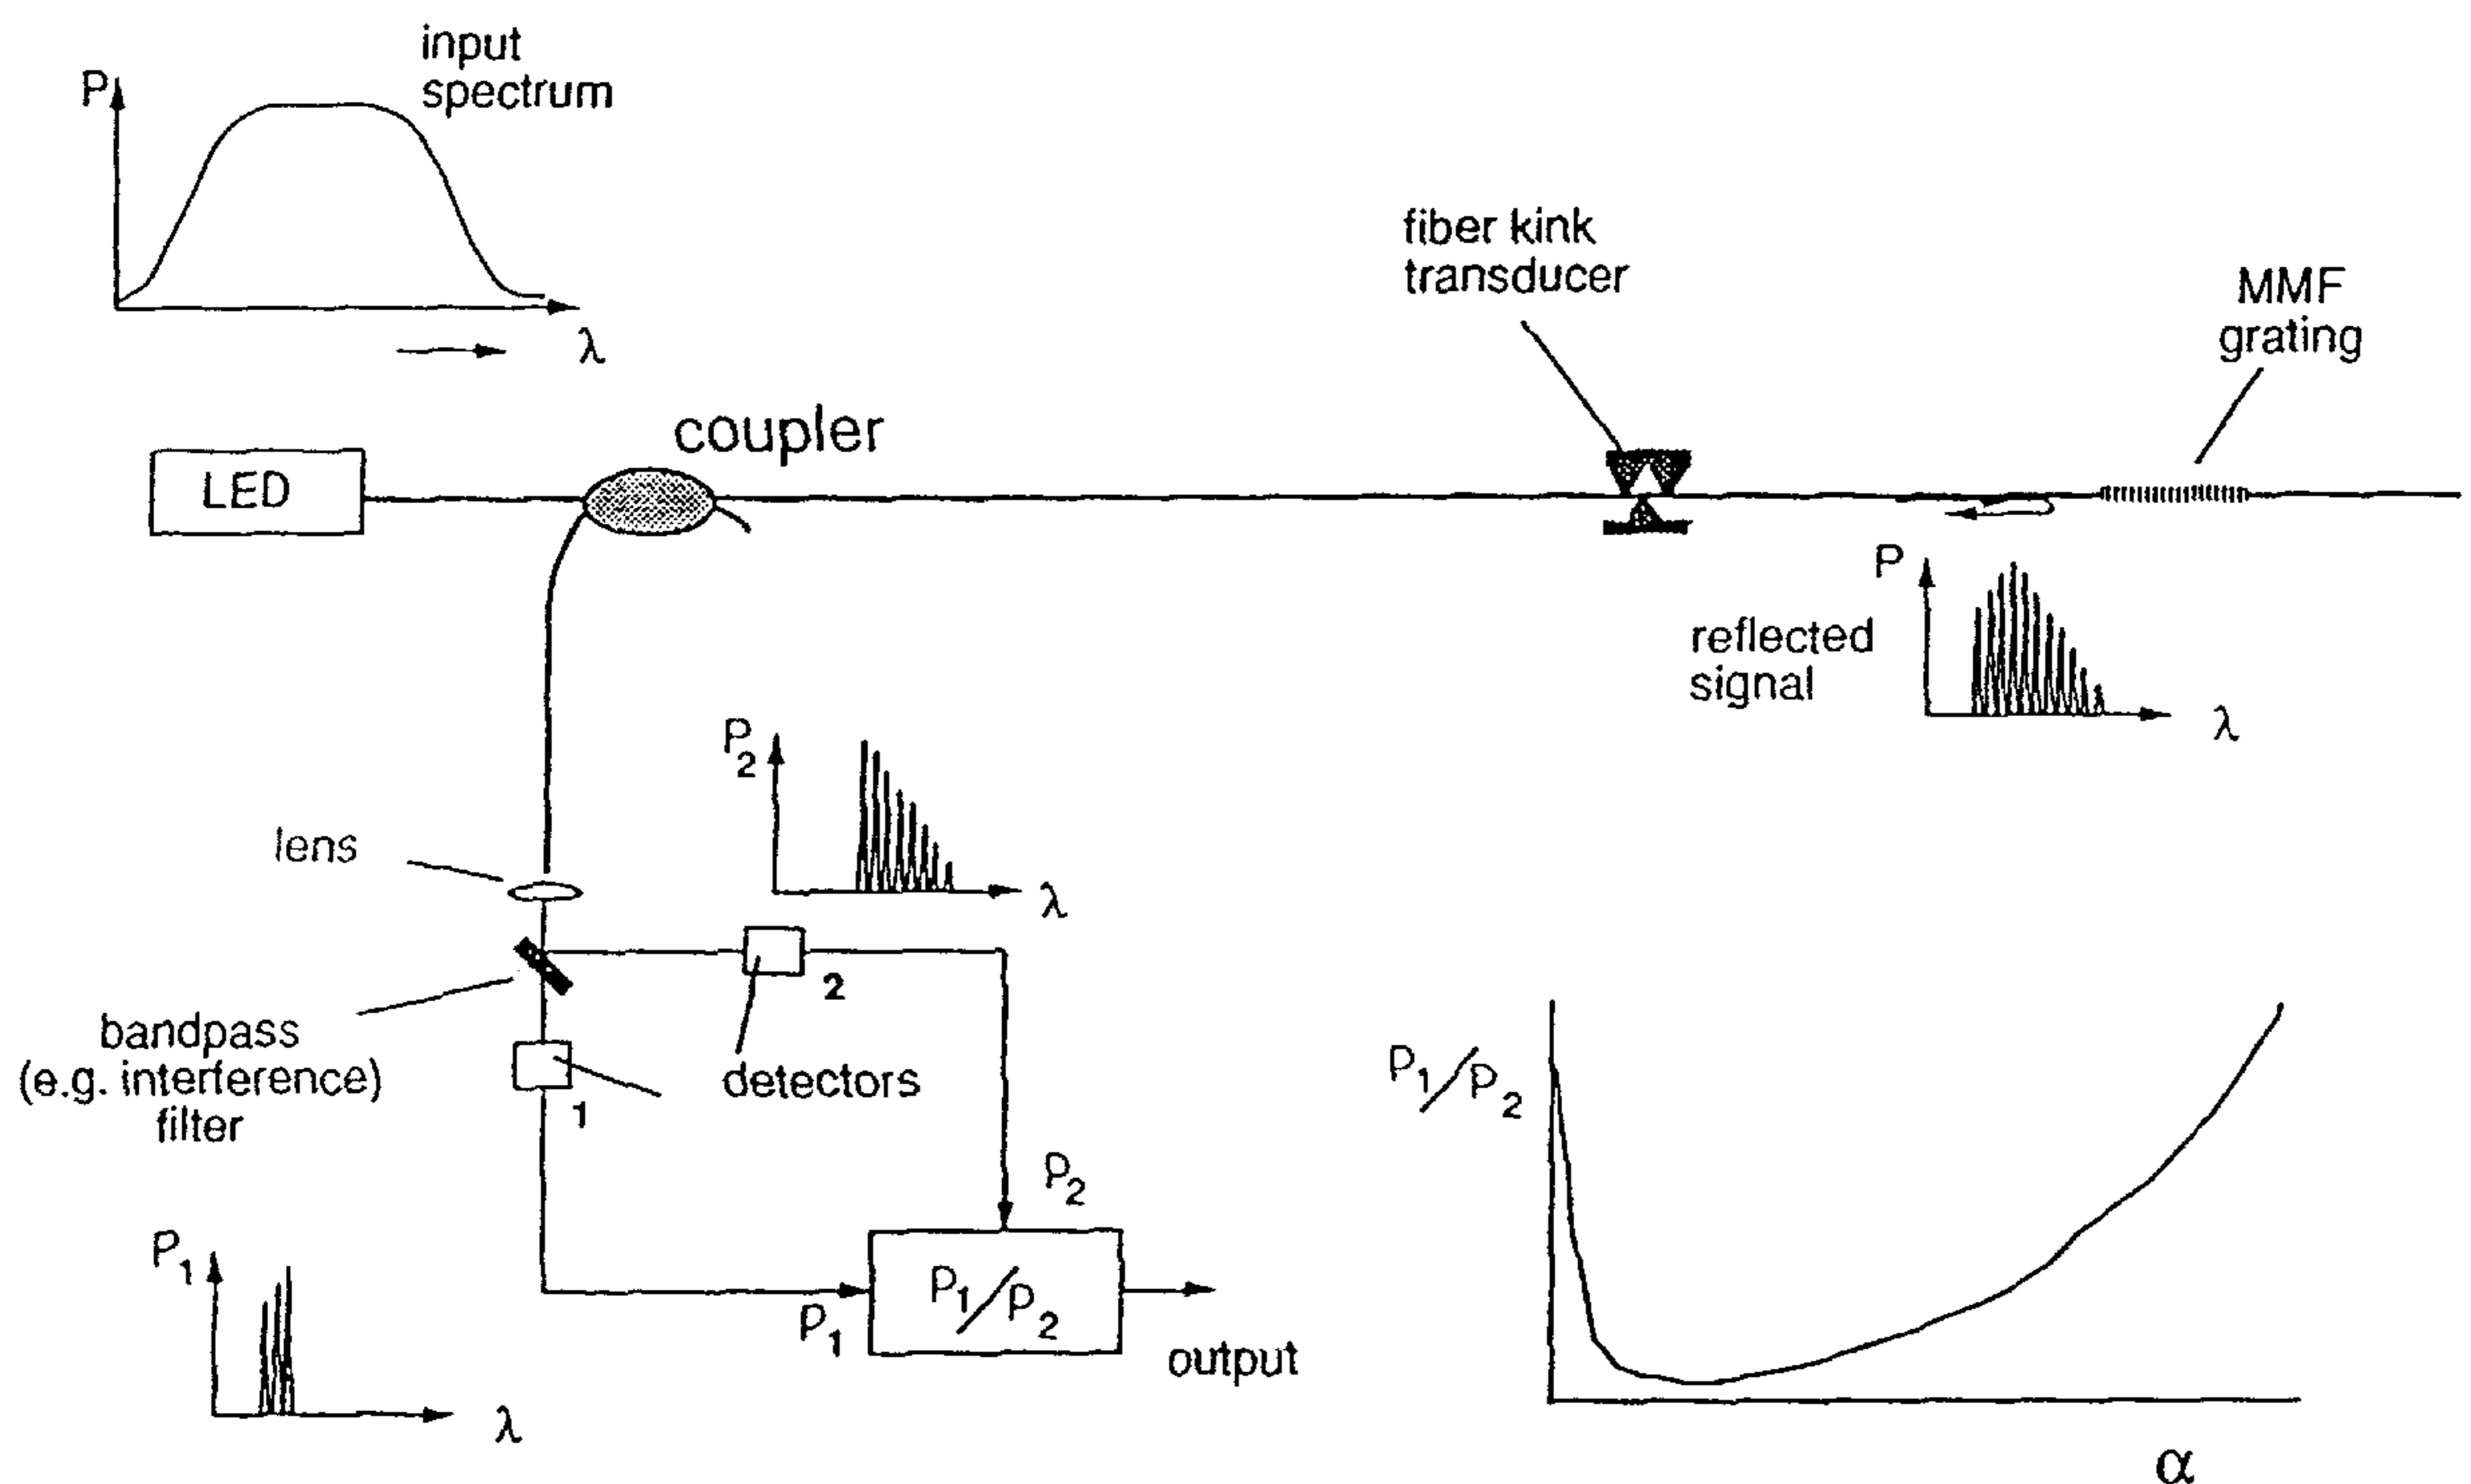 input
spectrum
P
λ
fiber kink
transducer
MMF
grating
coupler
LED
P
reflected
signal
λ
P2
λ
lens
2
bandpass
(e.g. interference)
filter
detectors
1
P1/P2
P2
P1
λ
P1
P1/P2
output
α